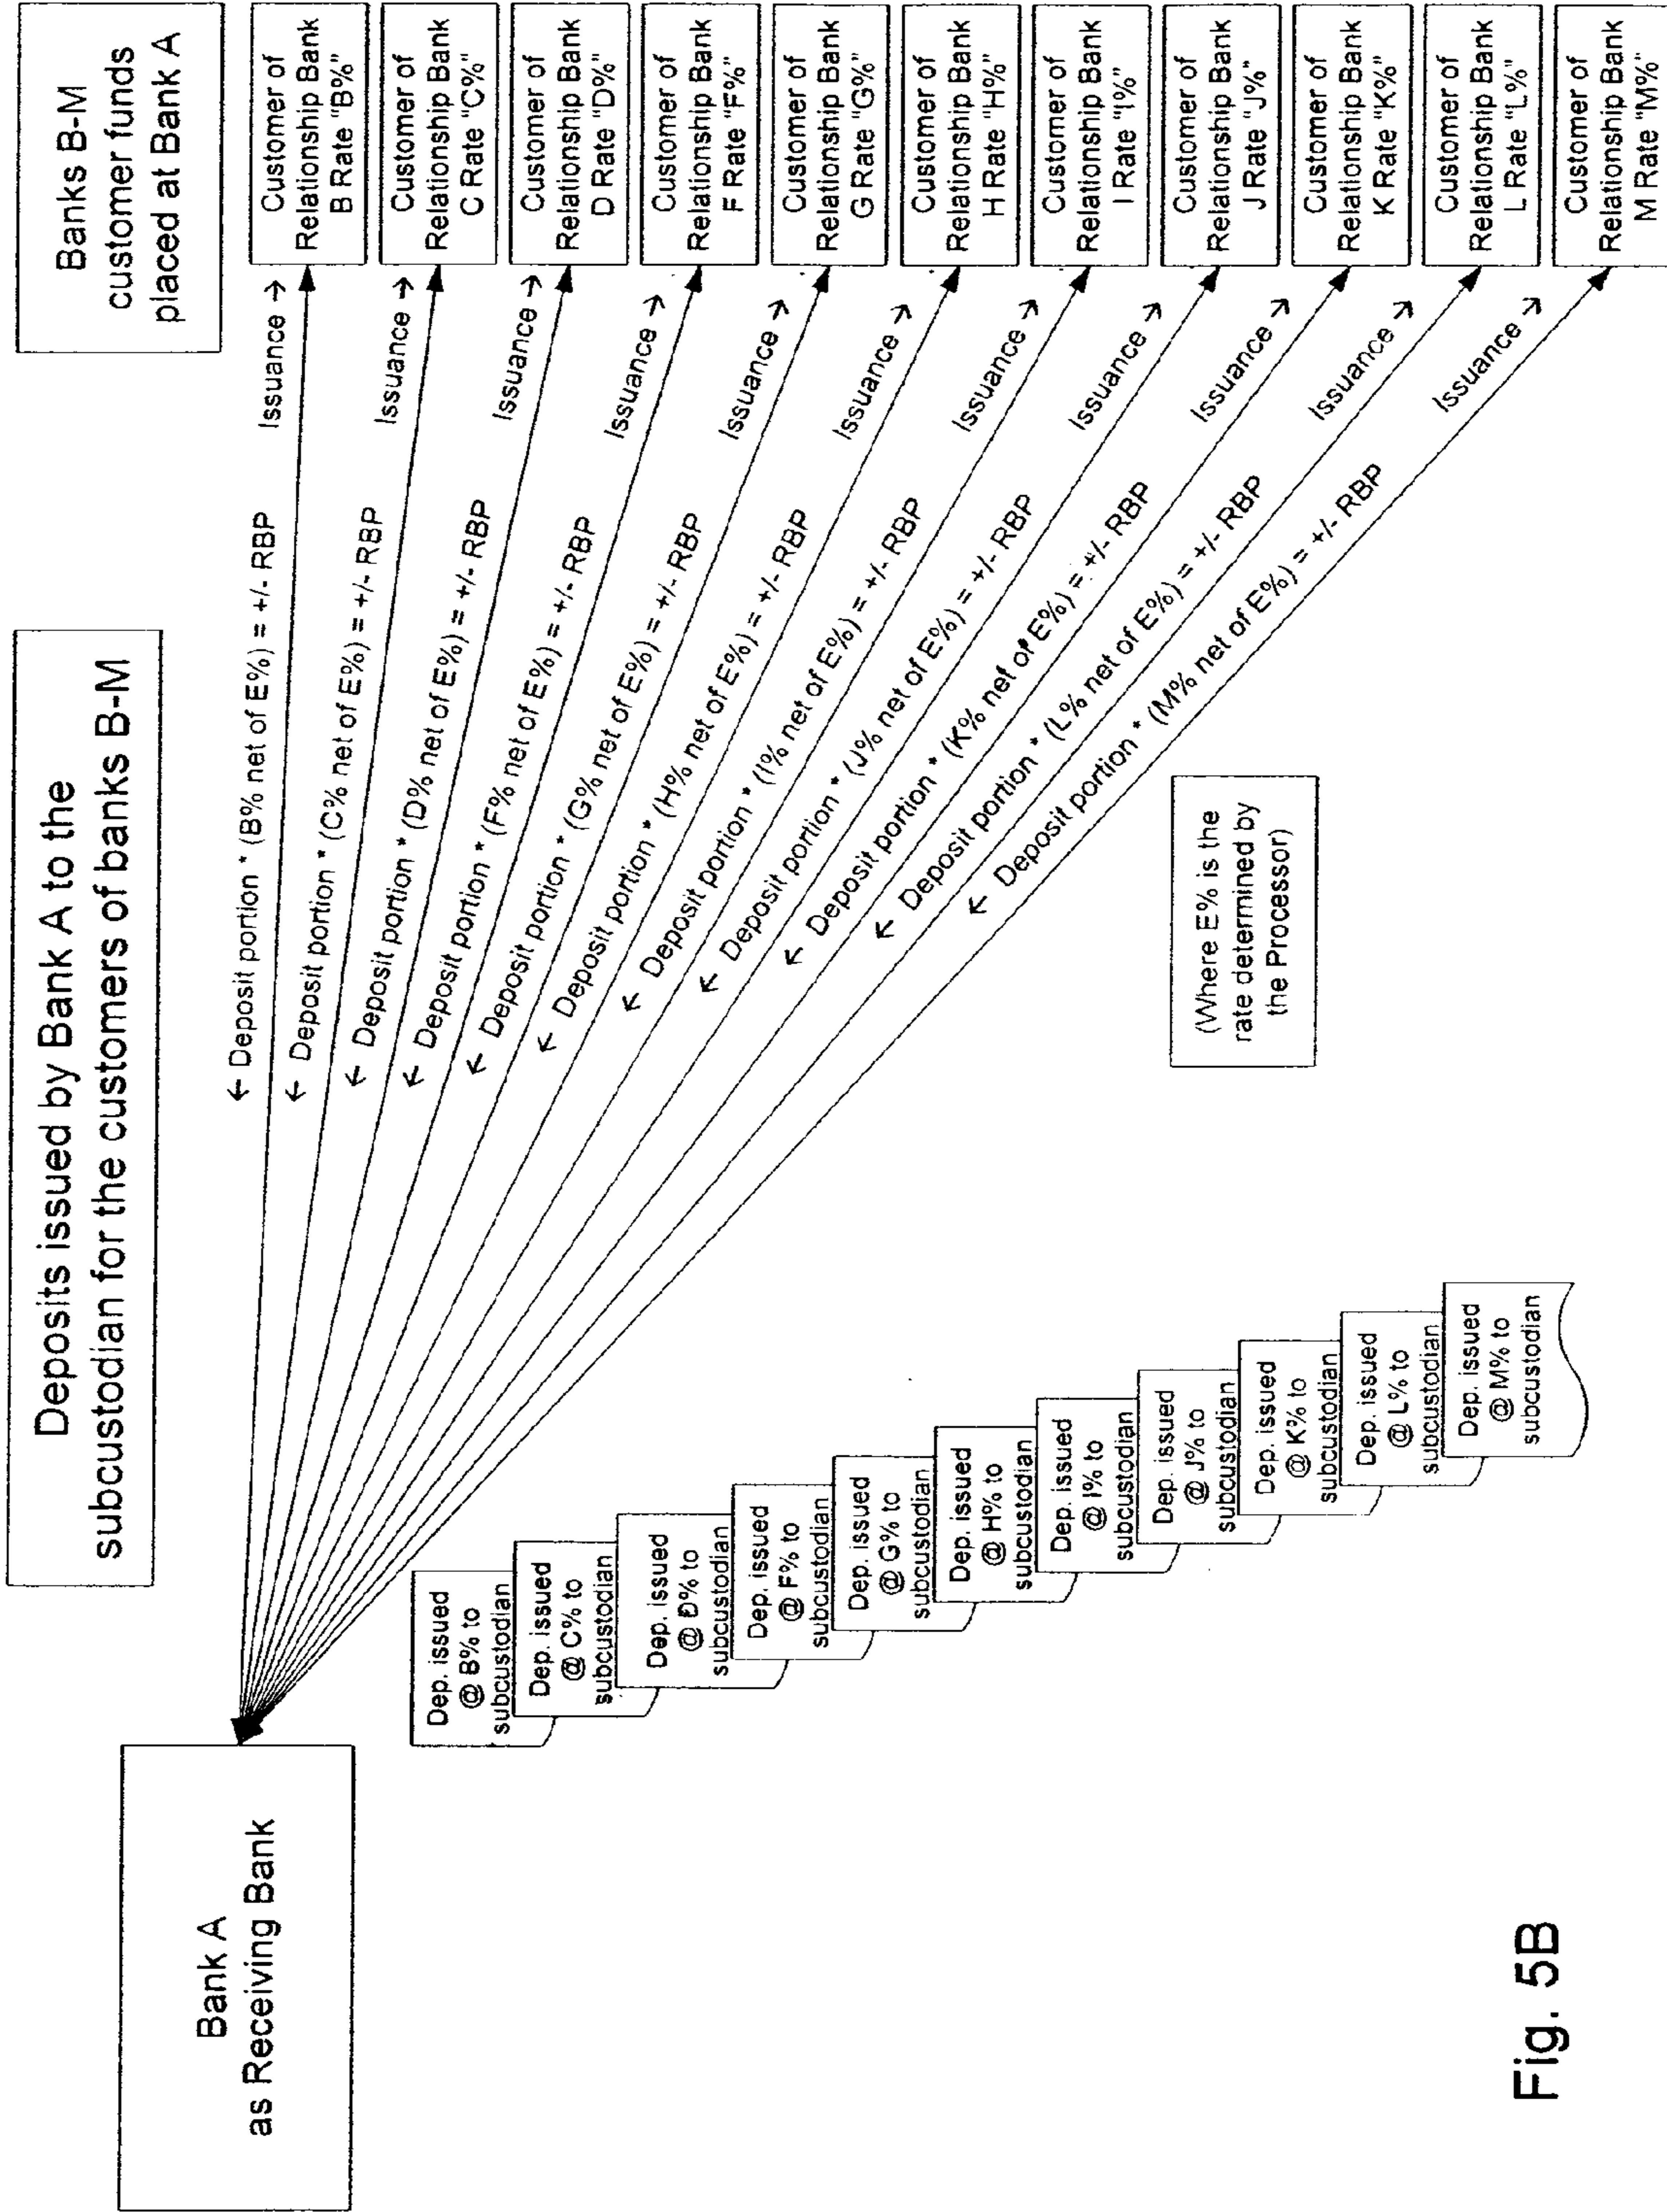 Deposits issued by Bank A to the
subcustodian for the customers of banks B-M
Banks B-M
customer funds
placed at Bank A
Bank A
as Receiving Bank
← Deposit portion * (B% net of E%) = +/- RBP
Issuance →
← Deposit portion * (C% net of E%) = +/- RBP
Issuance →
← Deposit portion * (D% net of E%) = +/- RBP
Issuance →
← Deposit portion * (F% net of E%) = +/- RBP
Issuance →
← Deposit portion * (G% net of E%) = +/- RBP
Issuance →
← Deposit portion * (H% net of E%) = +/- RBP
Issuance →
← Deposit portion * (I% net of E%) = +/- RBP
Issuance →
← Deposit portion * (J% net of E%) = +/- RBP
Issuance →
← Deposit portion * (K% net of E%) = +/- RBP
Issuance →
← Deposit portion * (L% net of E%) = +/- RBP
Issuance →
← Deposit portion * (M% net of E%) = +/- RBP
Issuance →
Customer of
Relationship Bank
B Rate "B%"
Customer of
Relationship Bank
C Rate "C%"
Customer of
Relationship Bank
D Rate "D%"
Customer of
Relationship Bank
F Rate "F%"
Customer of
Relationship Bank
G Rate "G%"
Customer of
Relationship Bank
H Rate "H%"
Customer of
Relationship Bank
I Rate "I%"
Customer of
Relationship Bank
J Rate "J%"
Customer of
Relationship Bank
K Rate "K%"
Customer of
Relationship Bank
L Rate "L%"
Customer of
Relationship Bank
M Rate "M%"
Dep. issued
@ B% to
subcustodian
Dep. issued
@ C% to
subcustodian
Dep. issued
@ D% to
subcustodian
Dep. issued
@ F% to
subcustodian
Dep. issued
@ G% to
subcustodian
Dep. issued
@ H% to
subcustodian
Dep. issued
@ I% to
subcustodian
Dep. issued
@ J% to
subcustodian
Dep. issued
@ K% to
subcustodian
Dep. issued
@ L% to
subcustodian
Dep. issued
@ M% to
subcustodian
(Where E% is the
rate determined by
the Processor)
Fig. 5B